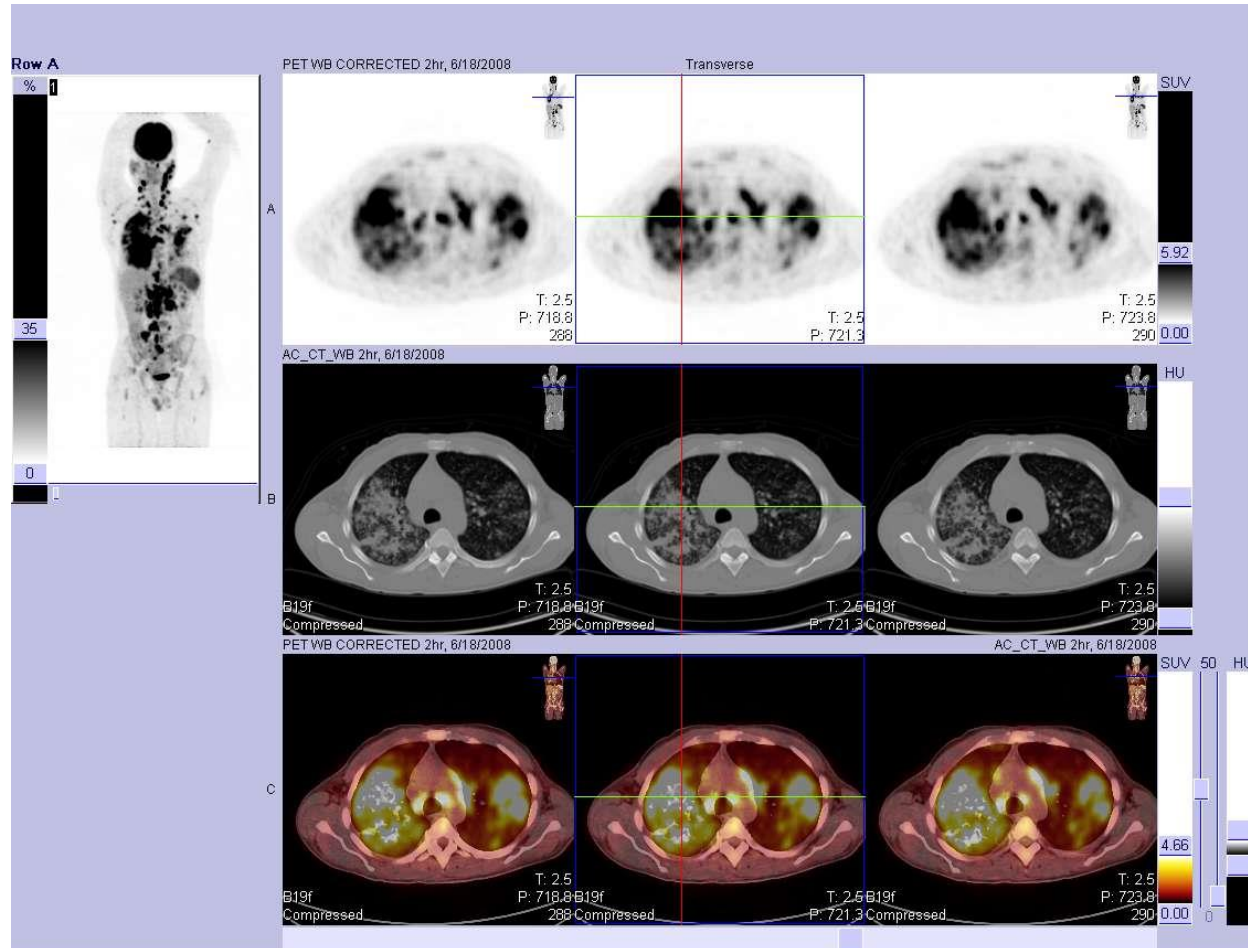 Row A
%
1
35
0
PET WB CORRECTED 2hr, 6/18/2008 Transverse
A
T: 2.5
P: 718.8
288
T: 2.5
P: 721.3
T: 2.5
P: 723.8
290
SUV
5.92
0.00
AC_CT_WB 2hr, 6/18/2008
B
T: 2.5
B19f P: 718.8
Compressed 288
T: 2.5
B19f P: 721.3
Compressed
T: 2.5
B19f P: 723.8
Compressed 290
HU
PET WB CORRECTED 2hr, 6/18/2008 AC_CT_WB 2hr, 6/18/2008
C
T: 2.5
B19f P: 718.8
Compressed 288
T: 2.5
B19f P: 721.3
Compressed
T: 2.5
B19f P: 723.8
Compressed 290
SUV 50 HU
4.66
0.00 0